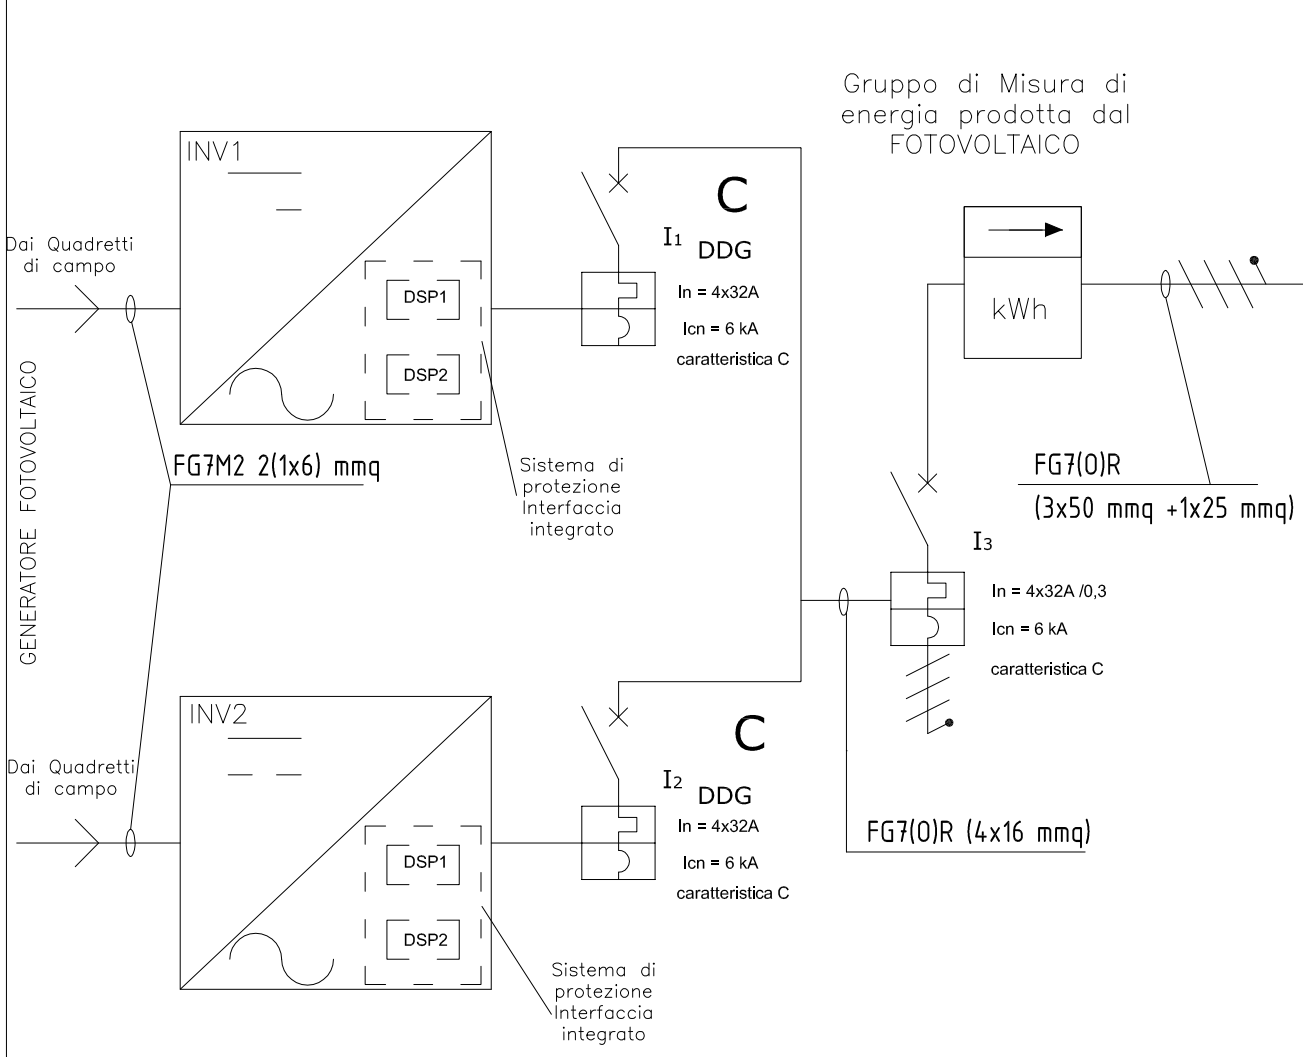 Gruppo di Misura di
energia prodotta dal
FOTOVOLTAICO
INV1
Dai Quadretti
di campo
DSP1
DSP2
C
I1 DDG
In = 4x32A
Icn = 6 kA
caratteristica C
kWh
GENERATORE FOTOVOLTAICO
FG7M2 2(1x6) mmq
Sistema di
protezione
Interfaccia
integrato
FG7(O)R
(3x50 mmq +1x25 mmq)
I3
In = 4x32A /0,3
Icn = 6 kA
caratteristica C
INV2
Dai Quadretti
di campo
DSP1
DSP2
C
I2 DDG
In = 4x32A
Icn = 6 kA
caratteristica C
FG7(O)R (4x16 mmq)
Sistema di
protezione
Interfaccia
integrato